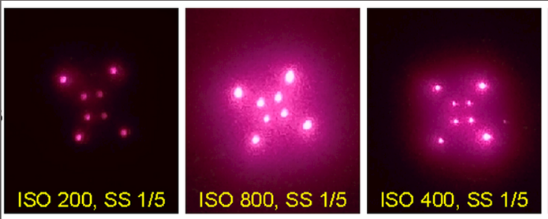 ISO 200, SS 1/5
ISO 800, SS 1/5
ISO 400, SS 1/5